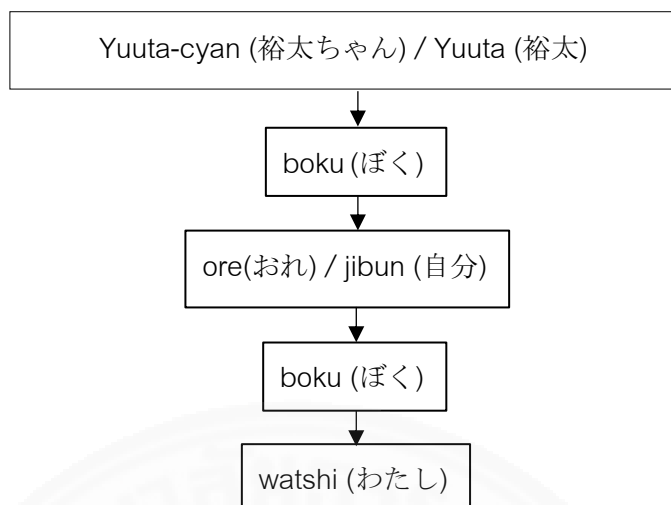 Yuuta-cyan (裕太ちゃん) / Yuuta (裕太)
boku (ぼく)
ore(おれ) / jibun (自分)
boku (ぼく)
watshi (わたし)